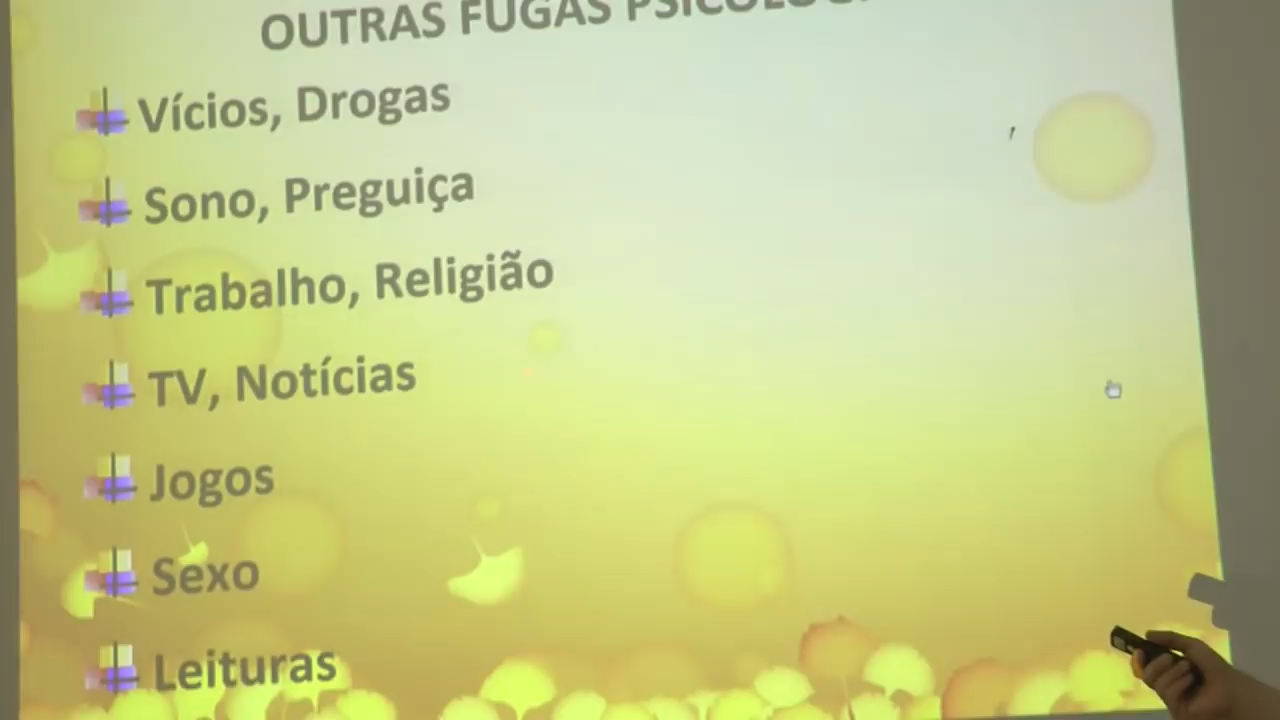 OUTRAS FUGAS
Vícios, Drogas
Sono, Preguiça
Trabalho, Religião
TV, Notícias
Jogos
Sexo
Leituras